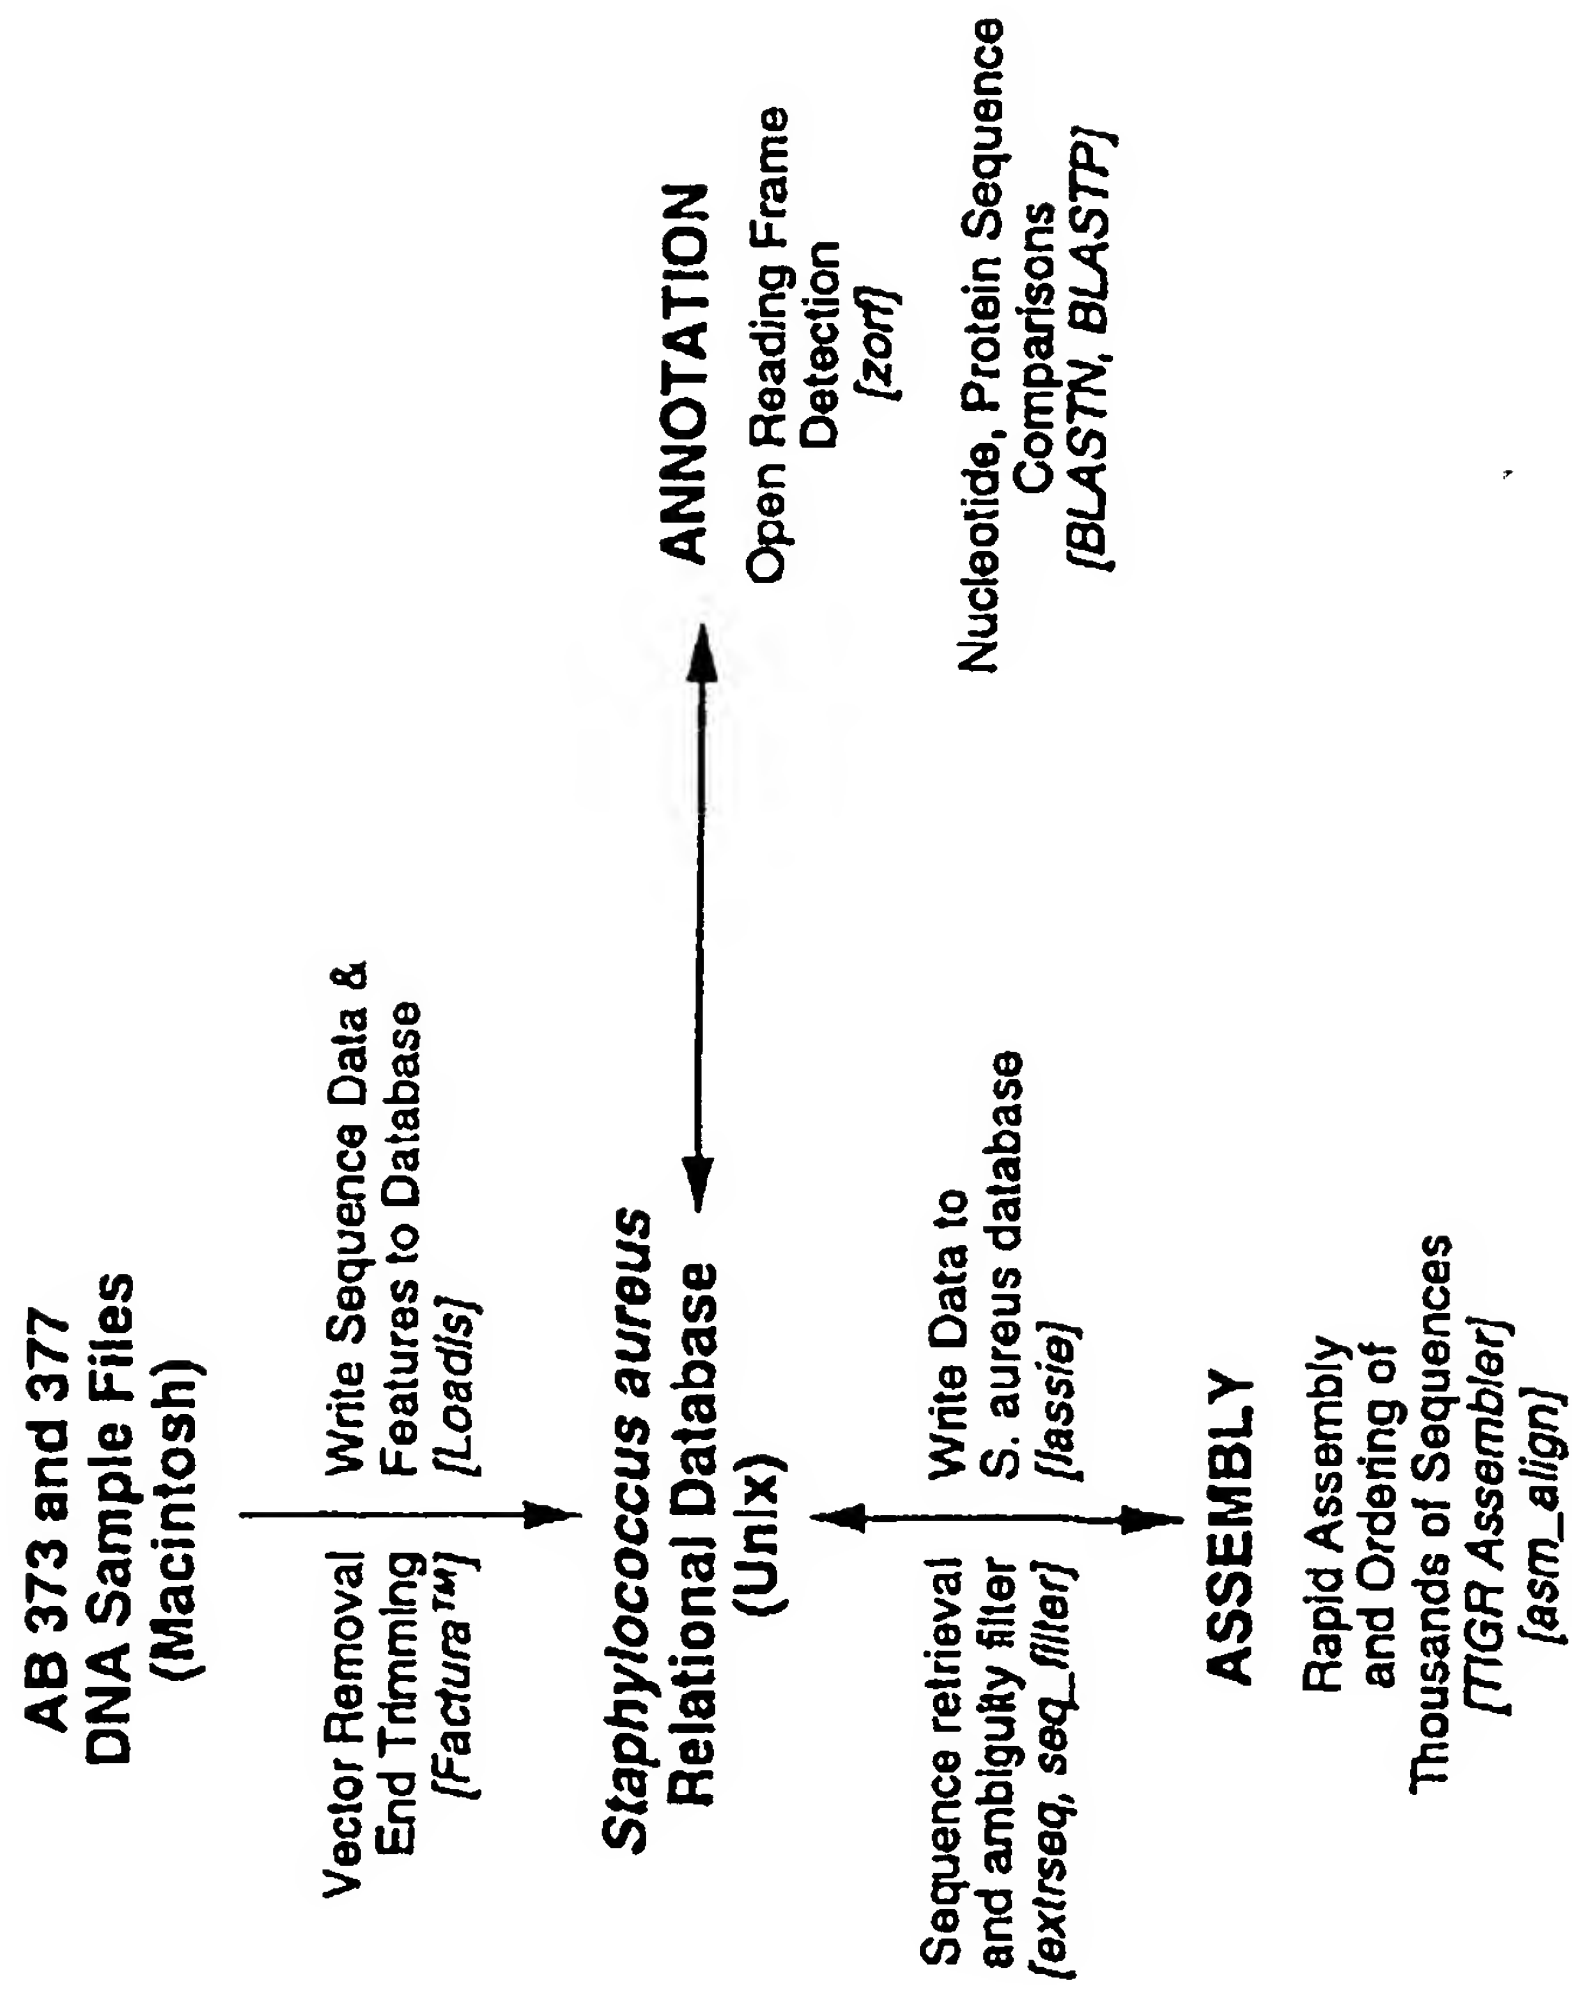 AB 373 and 377
DNA Sample Files
(Macintosh)
Vector Removal
End Trimming
[Factura™]
Write Sequence Data &
Features to Database
[Loadis]
Staphylococcus aureus
Relational Database
(Unix)
ANNOTATION
Open Reading Frame
Detection
[zorf]
Nucleotide, Protein Sequence
Comparisons
[BLASTN, BLASTP]
Sequence retrieval
and ambiguity filter
[extrseq, seq_filter]
Write Data to
S. aureus database
[lassie]
ASSEMBLY
Rapid Assembly
and Ordering of
Thousands of Sequences
[TIGR Assembler]
[asm_align]